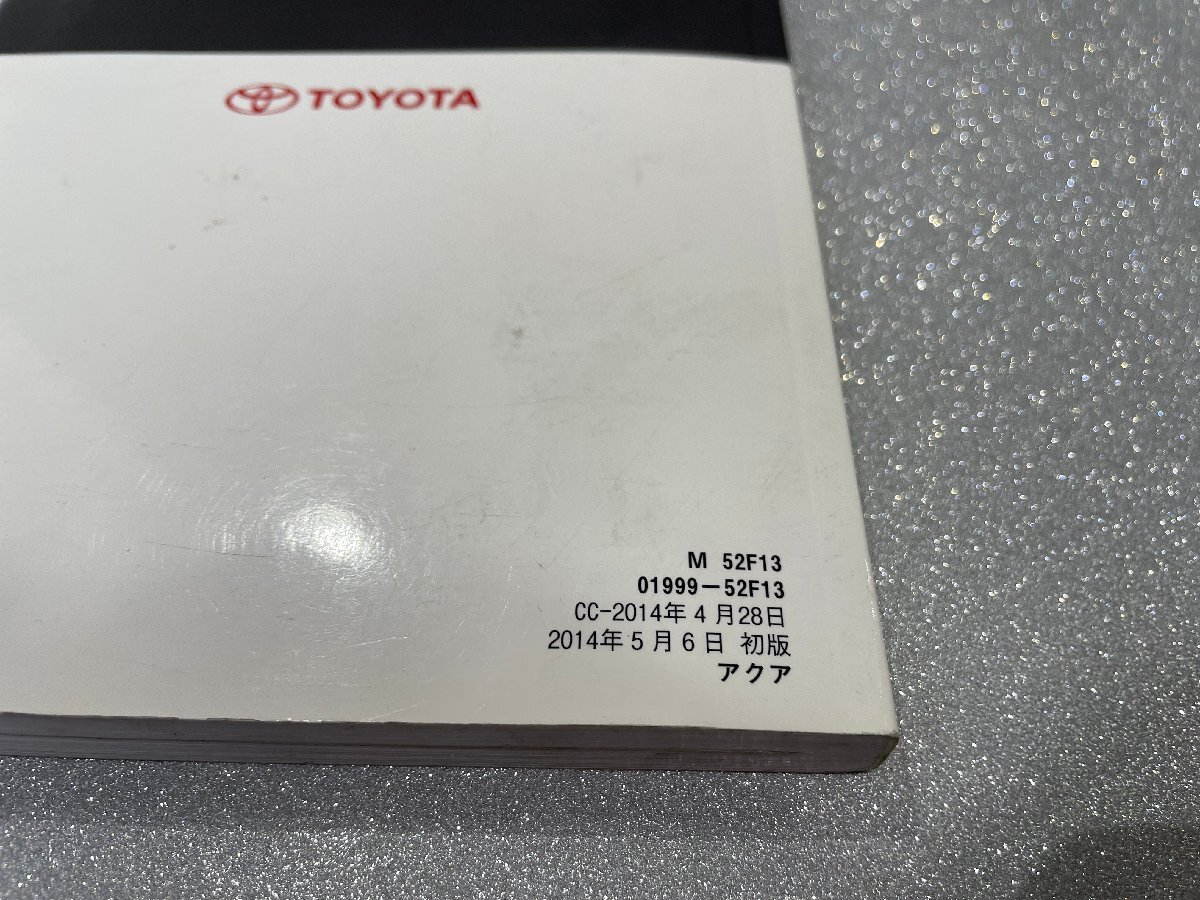 TOYOTA
M 52F13
01999-52F13
CC-2014年4月28日
2014年5月6日 初版
アクア